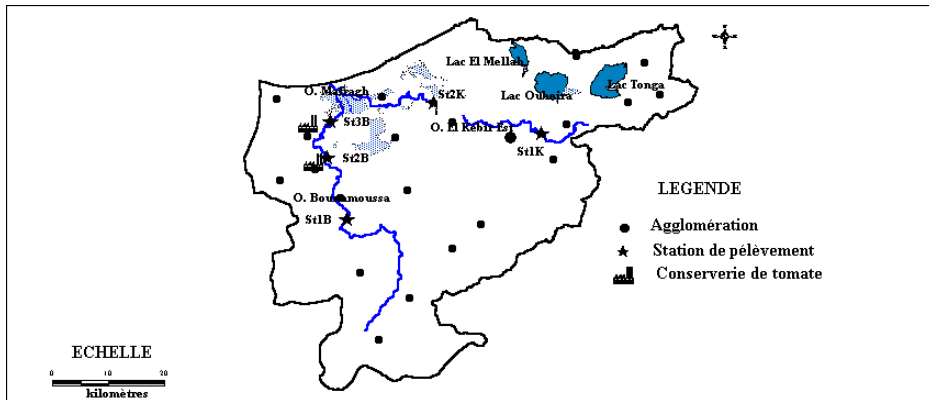 Lac El Mellah
Lac Tonga
O. Mafragh
St2K
Lac Oubeira
St3B
O. El Kebir Est
St1K
St2B
LEGENDE
O. Bounamoussa
St1B
Agglomération
Station de pélèvement
Conserverie de tomate
ECHELLE
0 10 20
kilomètres